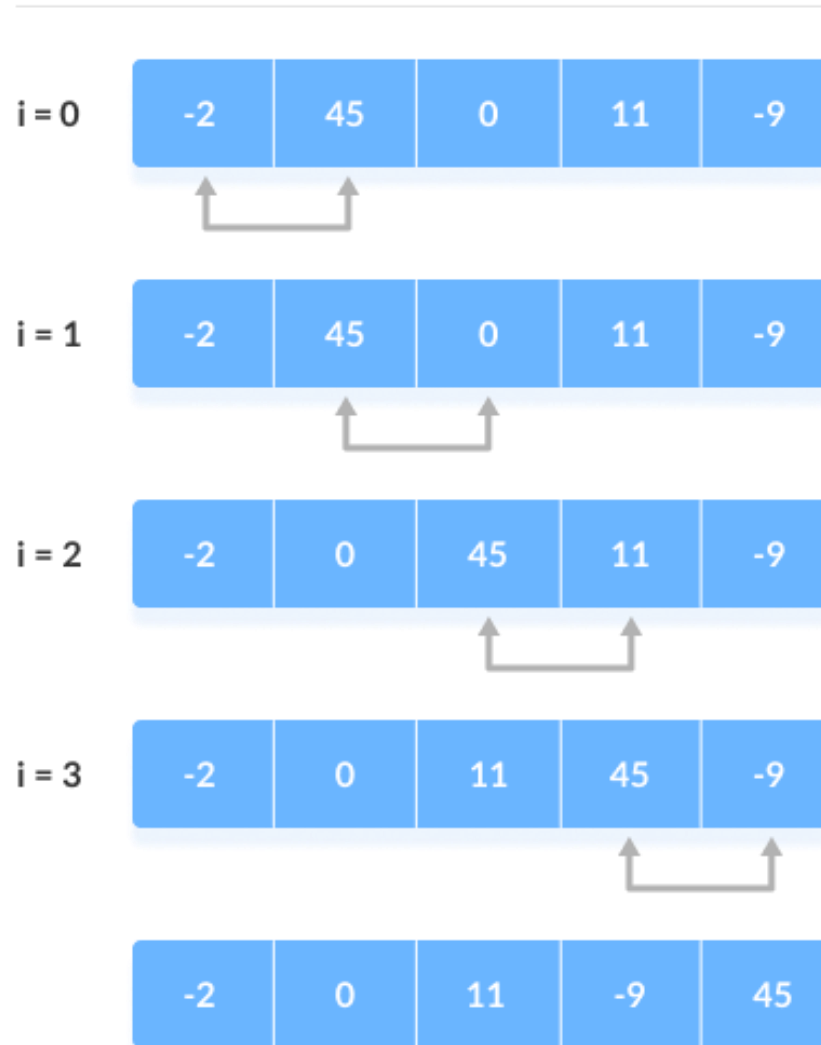 i = 0 -2 45 0 11 -9
i = 1 -2 45 0 11 -9
i = 2 -2 0 45 11 -9
i = 3 -2 0 11 45 -9
-2 0 11 -9 45